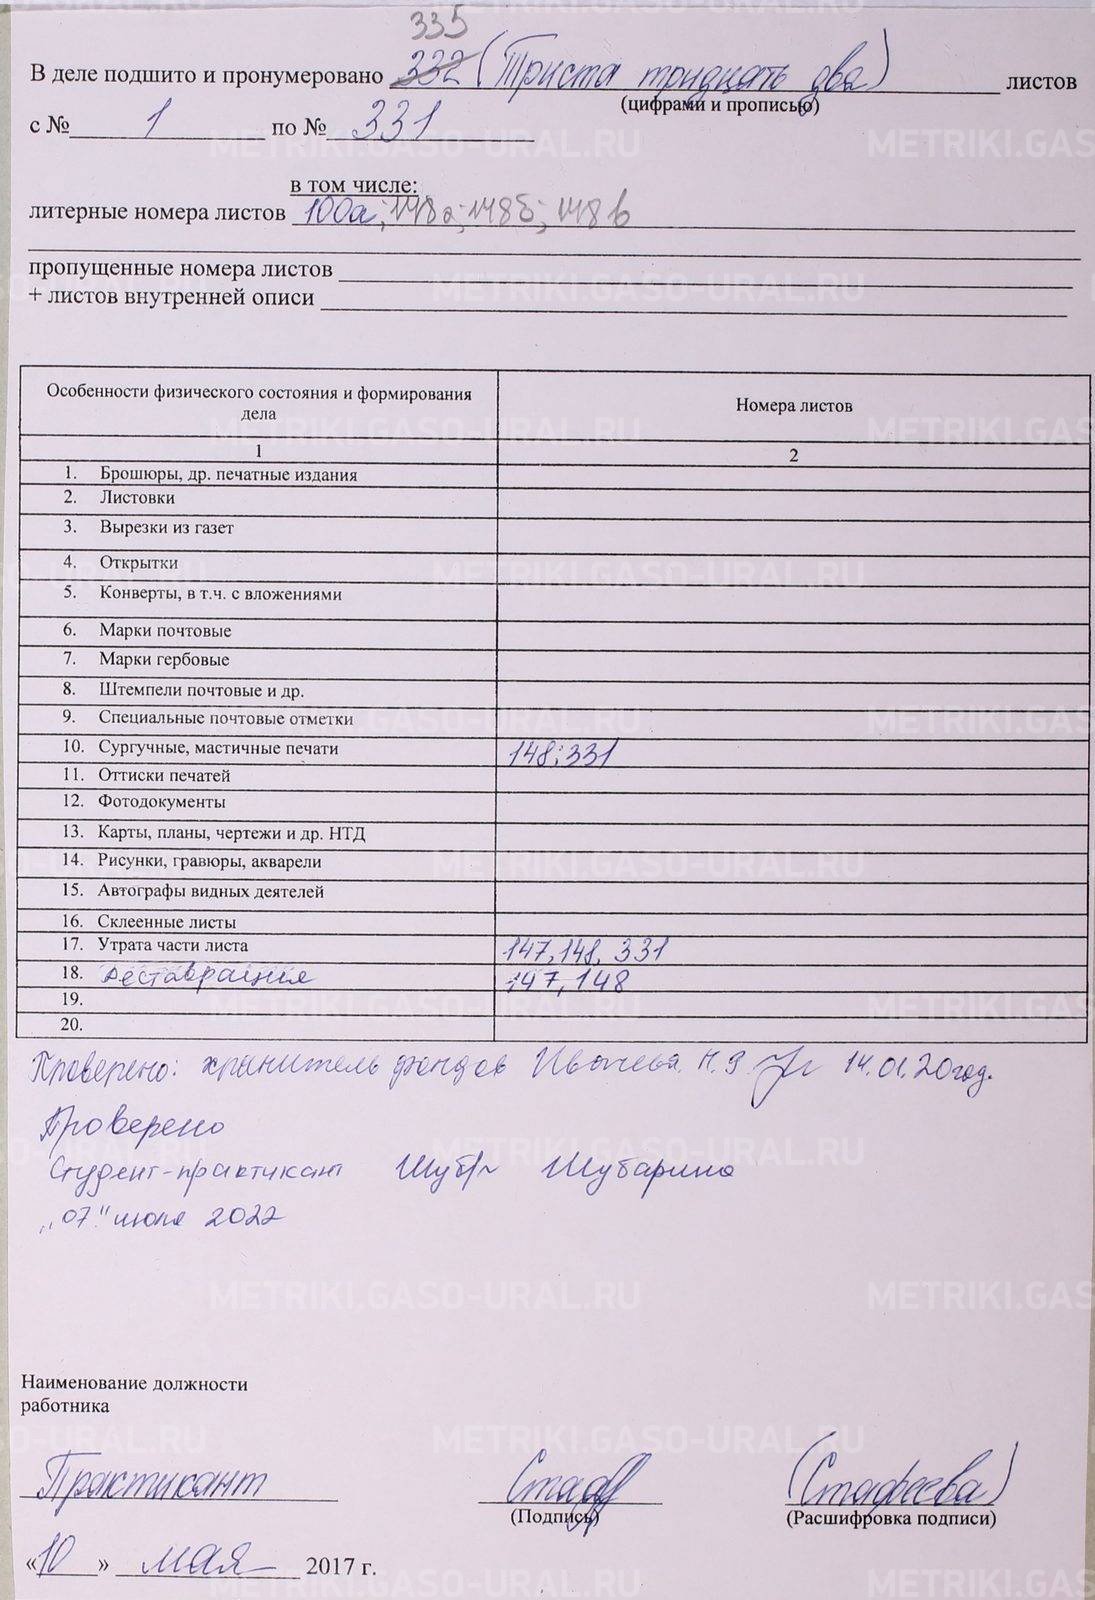 335
В деле подшито и пронумеровано 332 (Триста тридцать два) листов
(цифрами и прописью)
с № 1 по № 331
в том числе:
литерные номера листов 100а; 148а; 148б; 148в
пропущенные номера листов
+ листов внутренней описи
Особенности физического состояния и формирования дела Номера листов
1 2
1. Брошюры, др. печатные издания
2. Листовки
3. Вырезки из газет
4. Открытки
5. Конверты, в т.ч. с вложениями
6. Марки почтовые
7. Марки гербовые
8. Штемпели почтовые и др.
9. Специальные почтовые отметки
10. Сургучные, мастичные печати 148; 331
11. Оттиски печатей
12. Фотодокументы
13. Карты, планы, чертежи и др. НТД
14. Рисунки, гравюры, акварели
15. Автографы видных деятелей
16. Склеенные листы
17. Утрата части листа 147, 148, 331
18. Реставрация 147, 148
19.
20.
Проверено: хранитель фондов 14.01.20год.
Проверено
Студент-практикант Шубарина
"07" июля 2022
Наименование должности
работника
Практикант Стаф (Стафеева)
(Подпись) (Расшифровка подписи)
«10» мая 2017 г.
METRIKI.GASO-URAL.RU